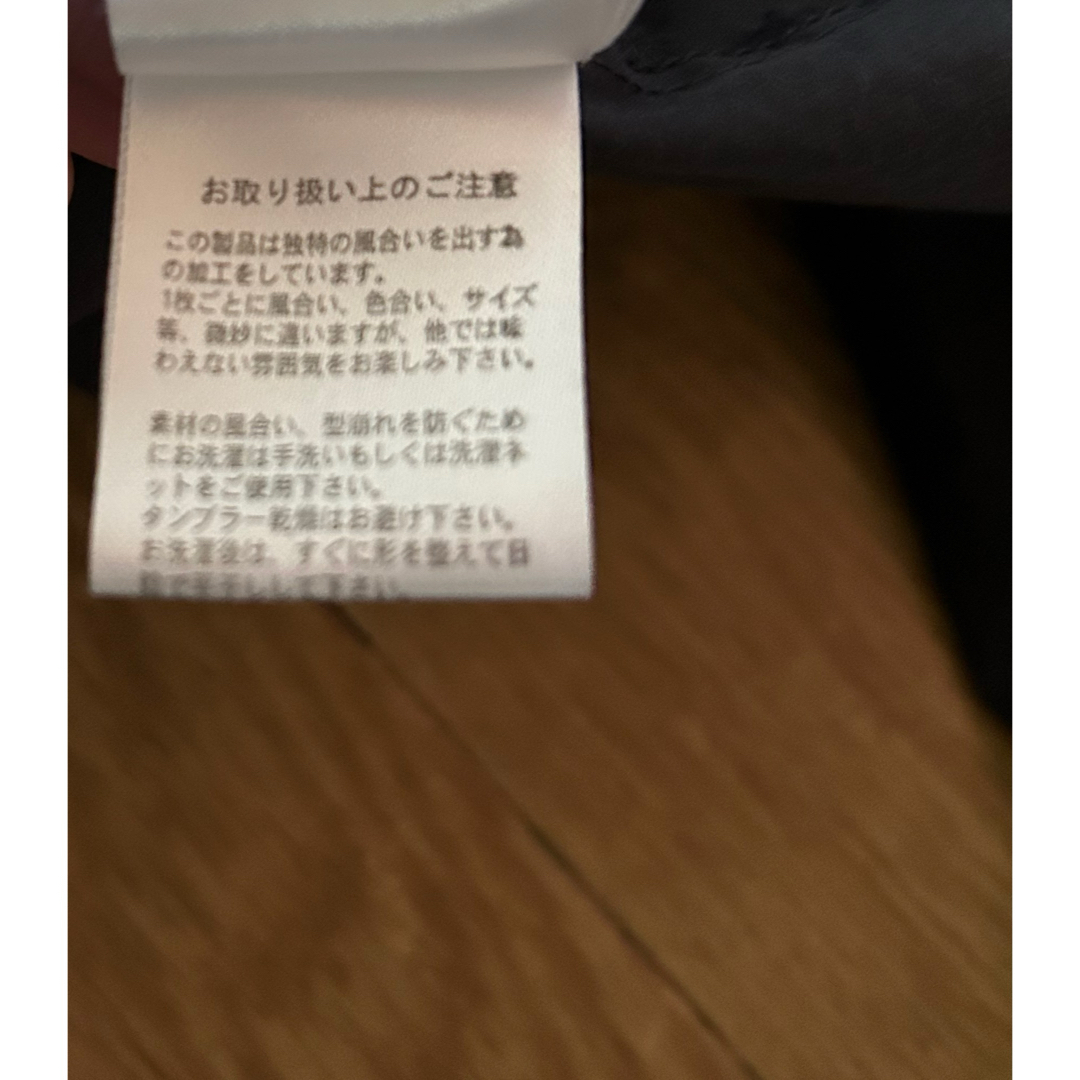 お取り扱い上のご注意
この製品は独特の風合いを出す為
の加工をしています。
1枚ごとに風合い、色合い、サイズ
等、微妙に違いますが、他では味
わえない雰囲気をお楽しみ下さい。
素材の風合い、型崩れを防ぐため
にお洗濯は手洗いもしくは洗濯ネ
ットをご使用下さい。
タンブラー乾燥はお避け下さい。
お洗濯後は、すぐに形を整えて日
して下さい。